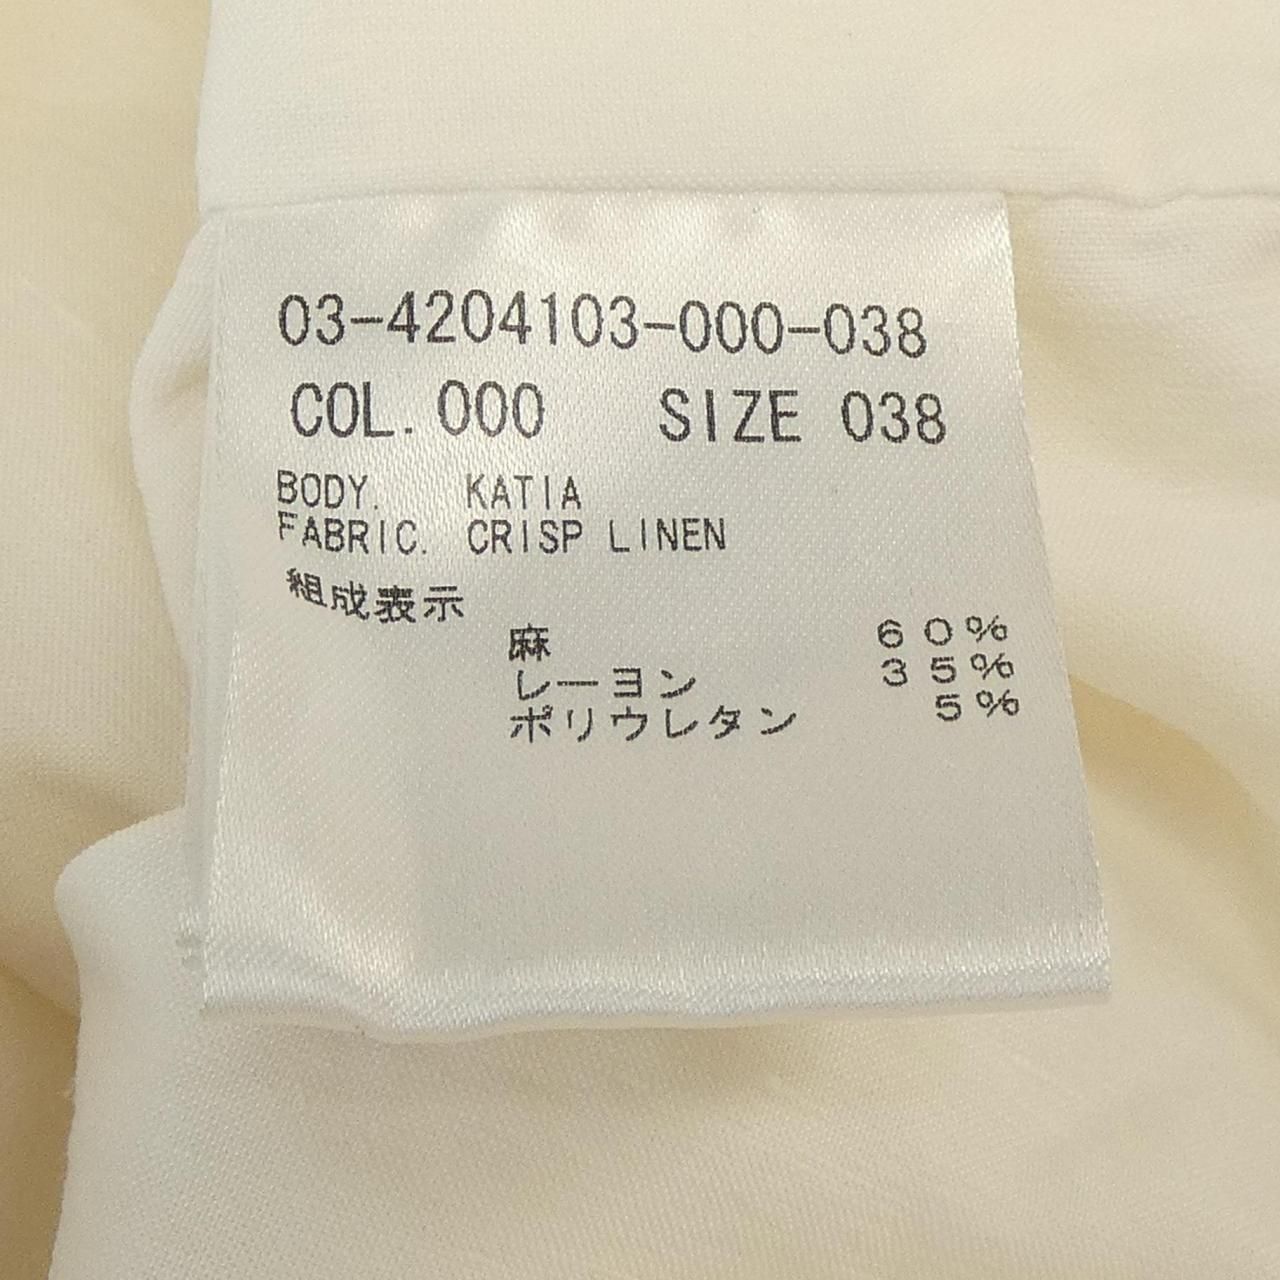 03-4204103-000-038
COL. 000 SIZE 038
BODY. KATIA
FABRIC. CRISP LINEN
組成表示
麻 60%
レーヨン 35%
ポリウレタン 5%